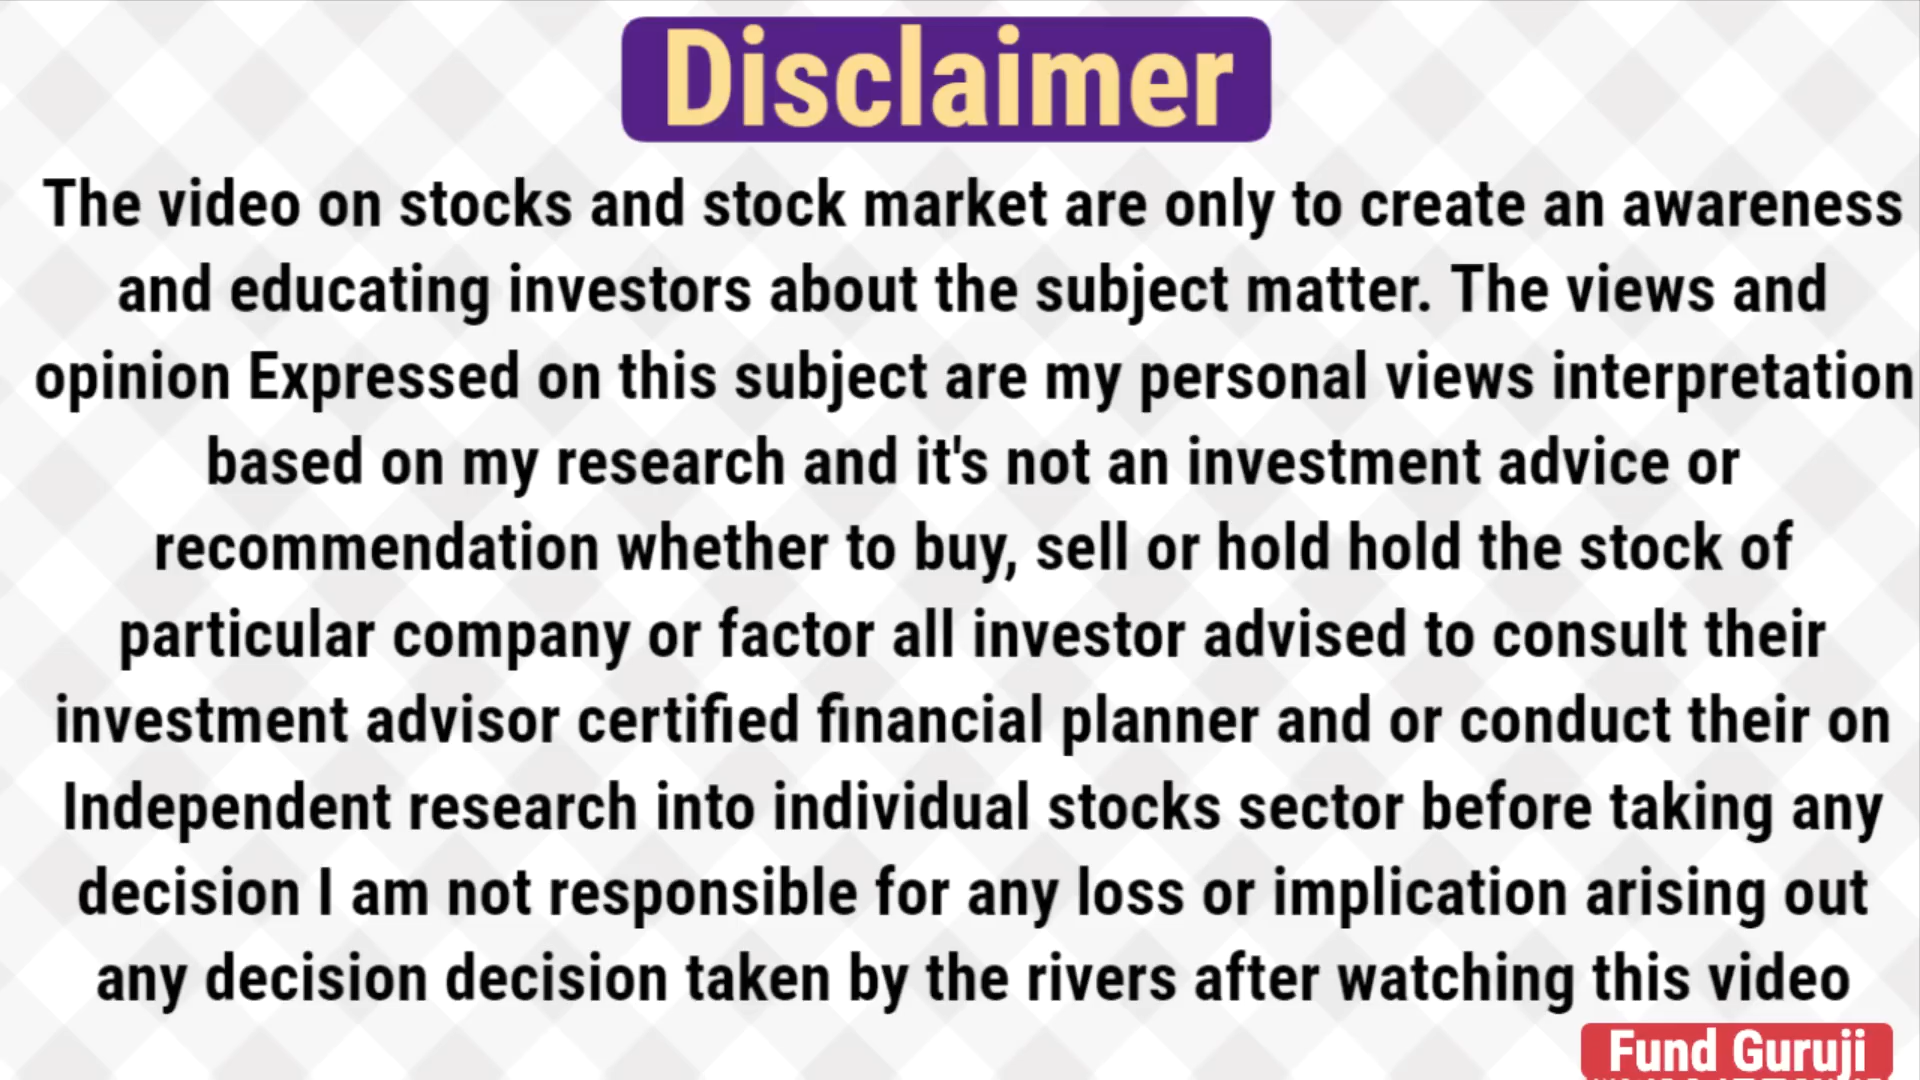 Disclaimer
The video on stocks and stock market are only to create an awareness
and educating investors about the subject matter. The views and
opinion Expressed on this subject are my personal views interpretation
based on my research and it's not an investment advice or
recommendation whether to buy, sell or hold hold the stock of
particular company or factor all investor advised to consult their
investment advisor certified financial planner and or conduct their on
Independent research into individual stocks sector before taking any
decision I am not responsible for any loss or implication arising out
any decision decision taken by the rivers after watching this video
Fund Guruji